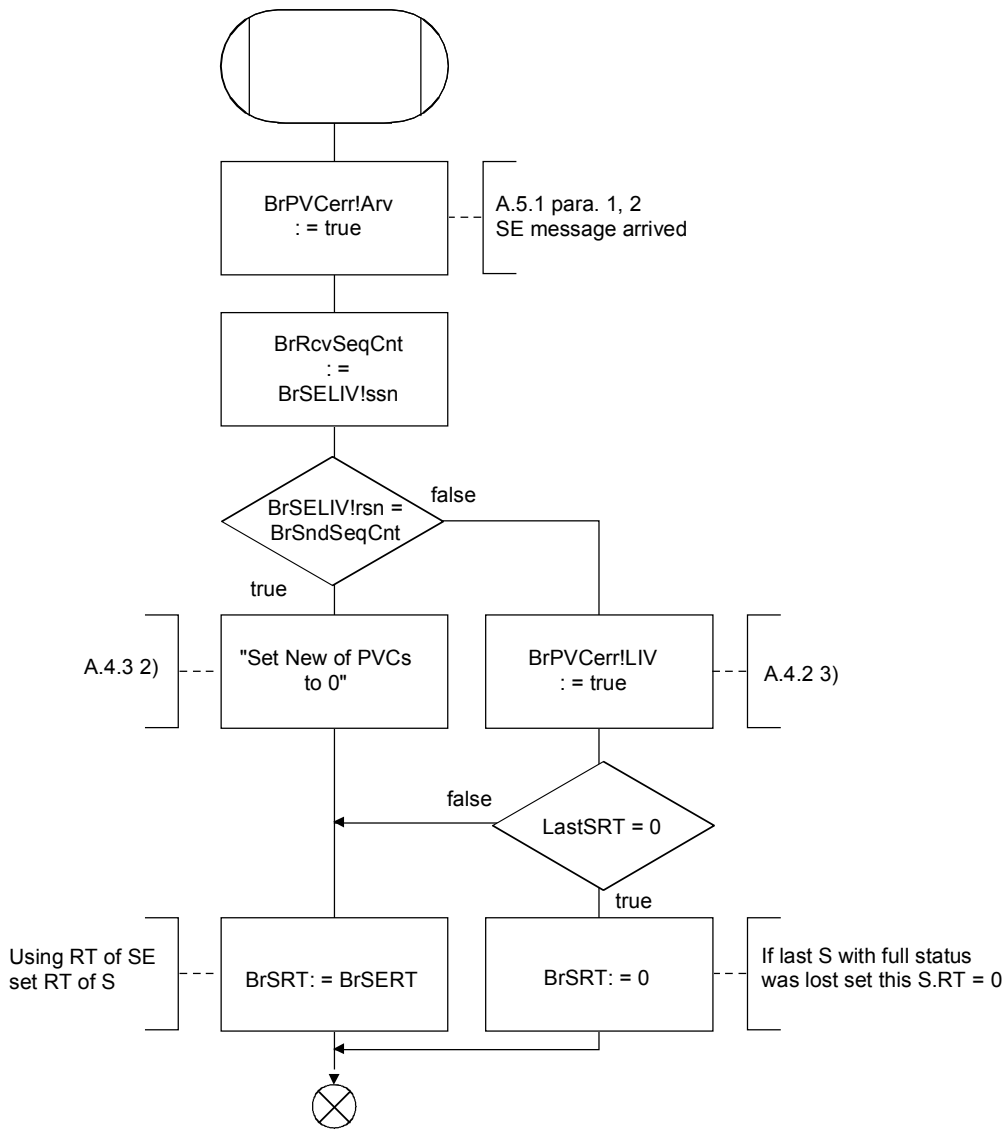 BrPVCerr!Arv
: = true
A.5.1 para. 1, 2
SE message arrived
BrRcvSeqCnt
: =
BrSELIV!ssn
BrSELIV!rsn =
BrSndSeqCnt
false
true
A.4.3 2)
"Set New of PVCs
to 0"
BrPVCerr!LIV
: = true
A.4.2 3)
false
LastSRT = 0
true
Using RT of SE
set RT of S
BrSRT: = BrSERT
BrSRT: = 0
If last S with full status
was lost set this S.RT = 0